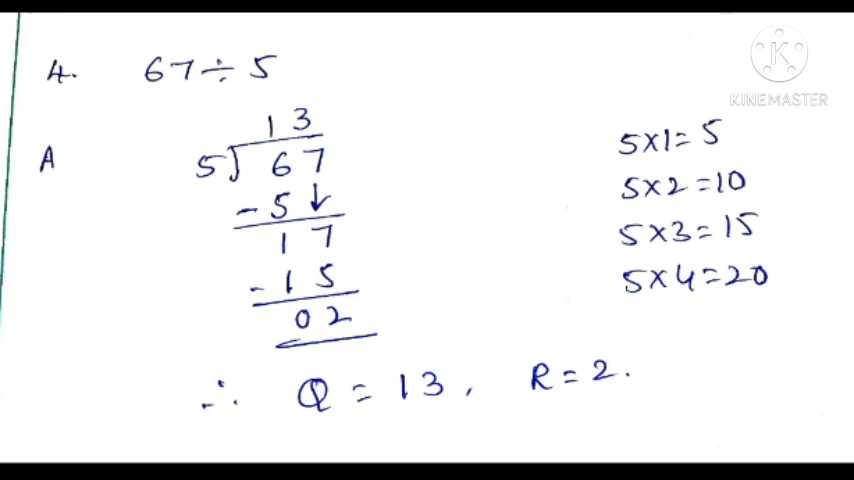 4. 67÷5
13
A 5) 67
-5↓
17
-15
02
∴ Q = 13, R = 2.
5×1= 5
5×2 =10
5×3=15
5×4=20
K
KINEMASTER